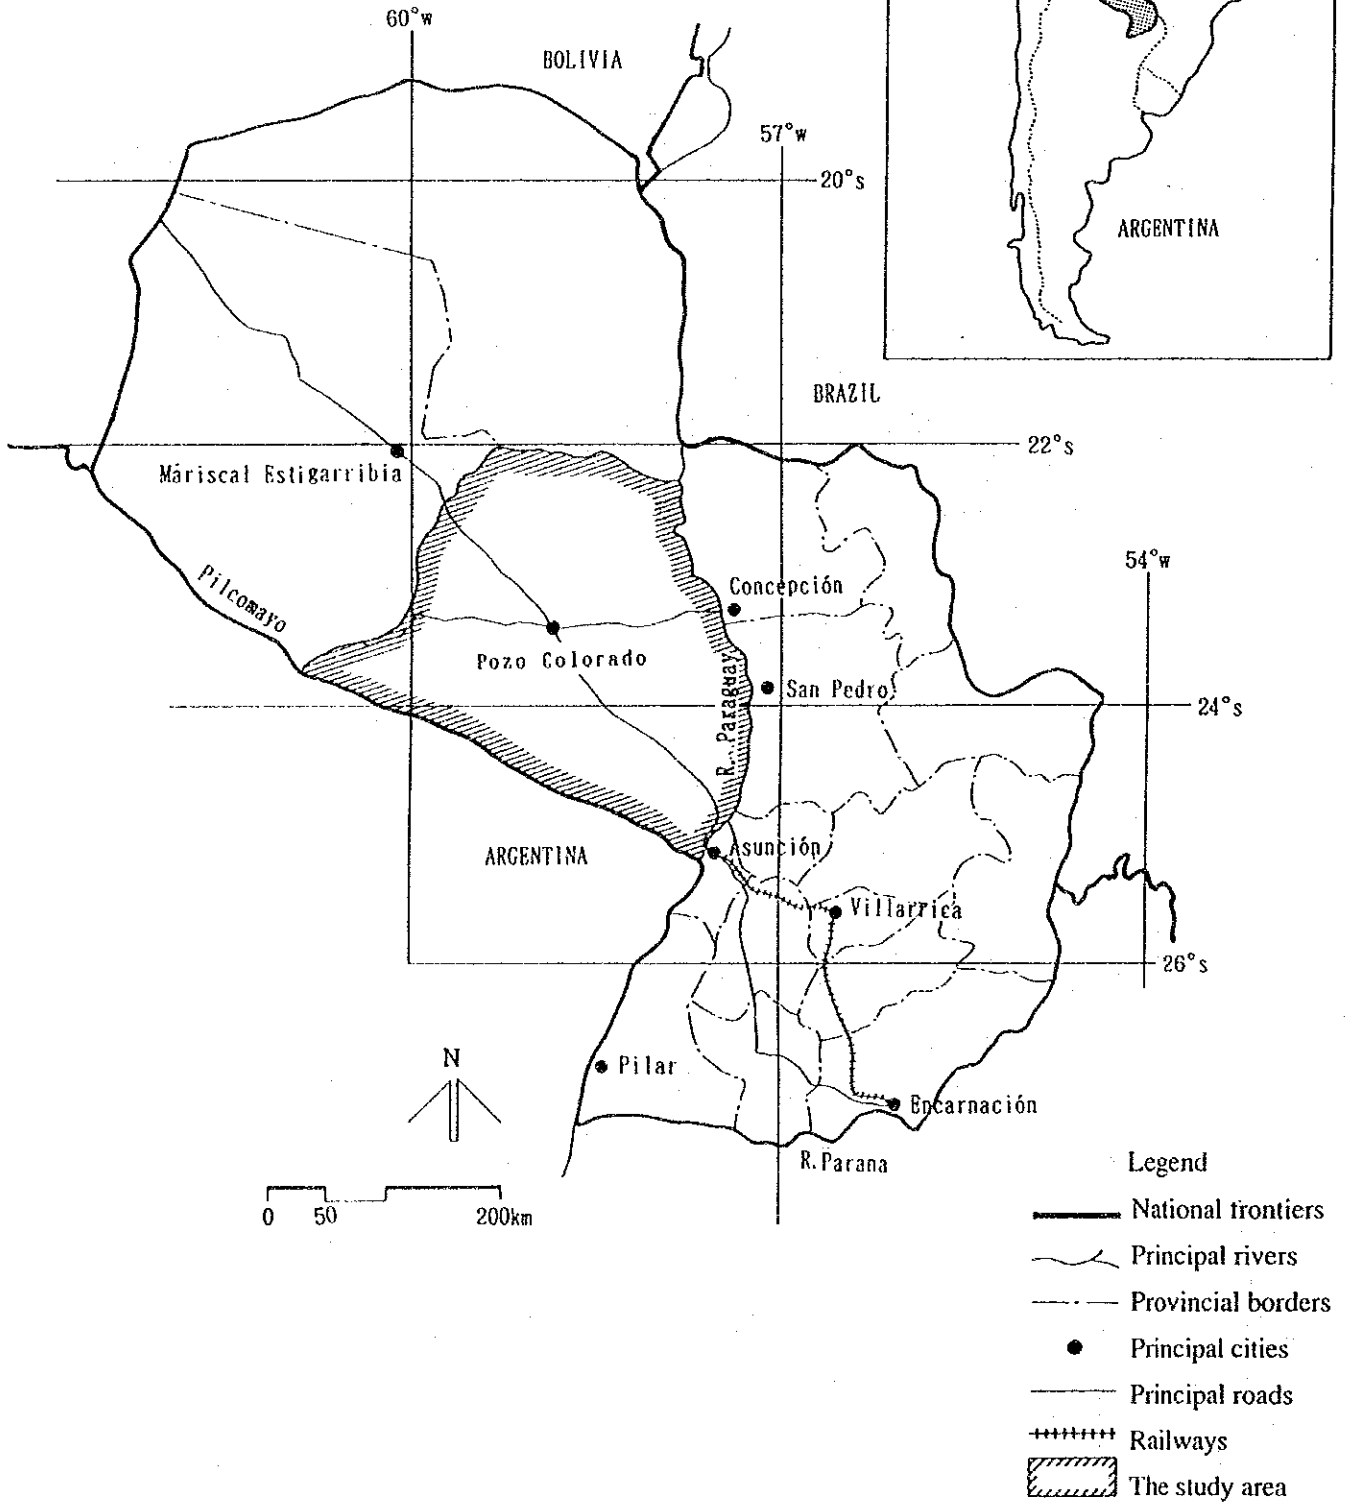 60°w
BOLIVIA
57°w
20°s
ARGENTINA
BRAZIL
22°s
Máriscal Estigarribia
54°w
Pilcomayo
Concepción
Pozo Colorado
R. Paraguay
San Pedro
24°s
ARGENTINA
Asunción
Villarrica
26°s
N
Pilar
Encarnación
R. Parana
0 50 200km
Legend
National frontiers
Principal rivers
Provincial borders
Principal cities
Principal roads
Railways
The study area